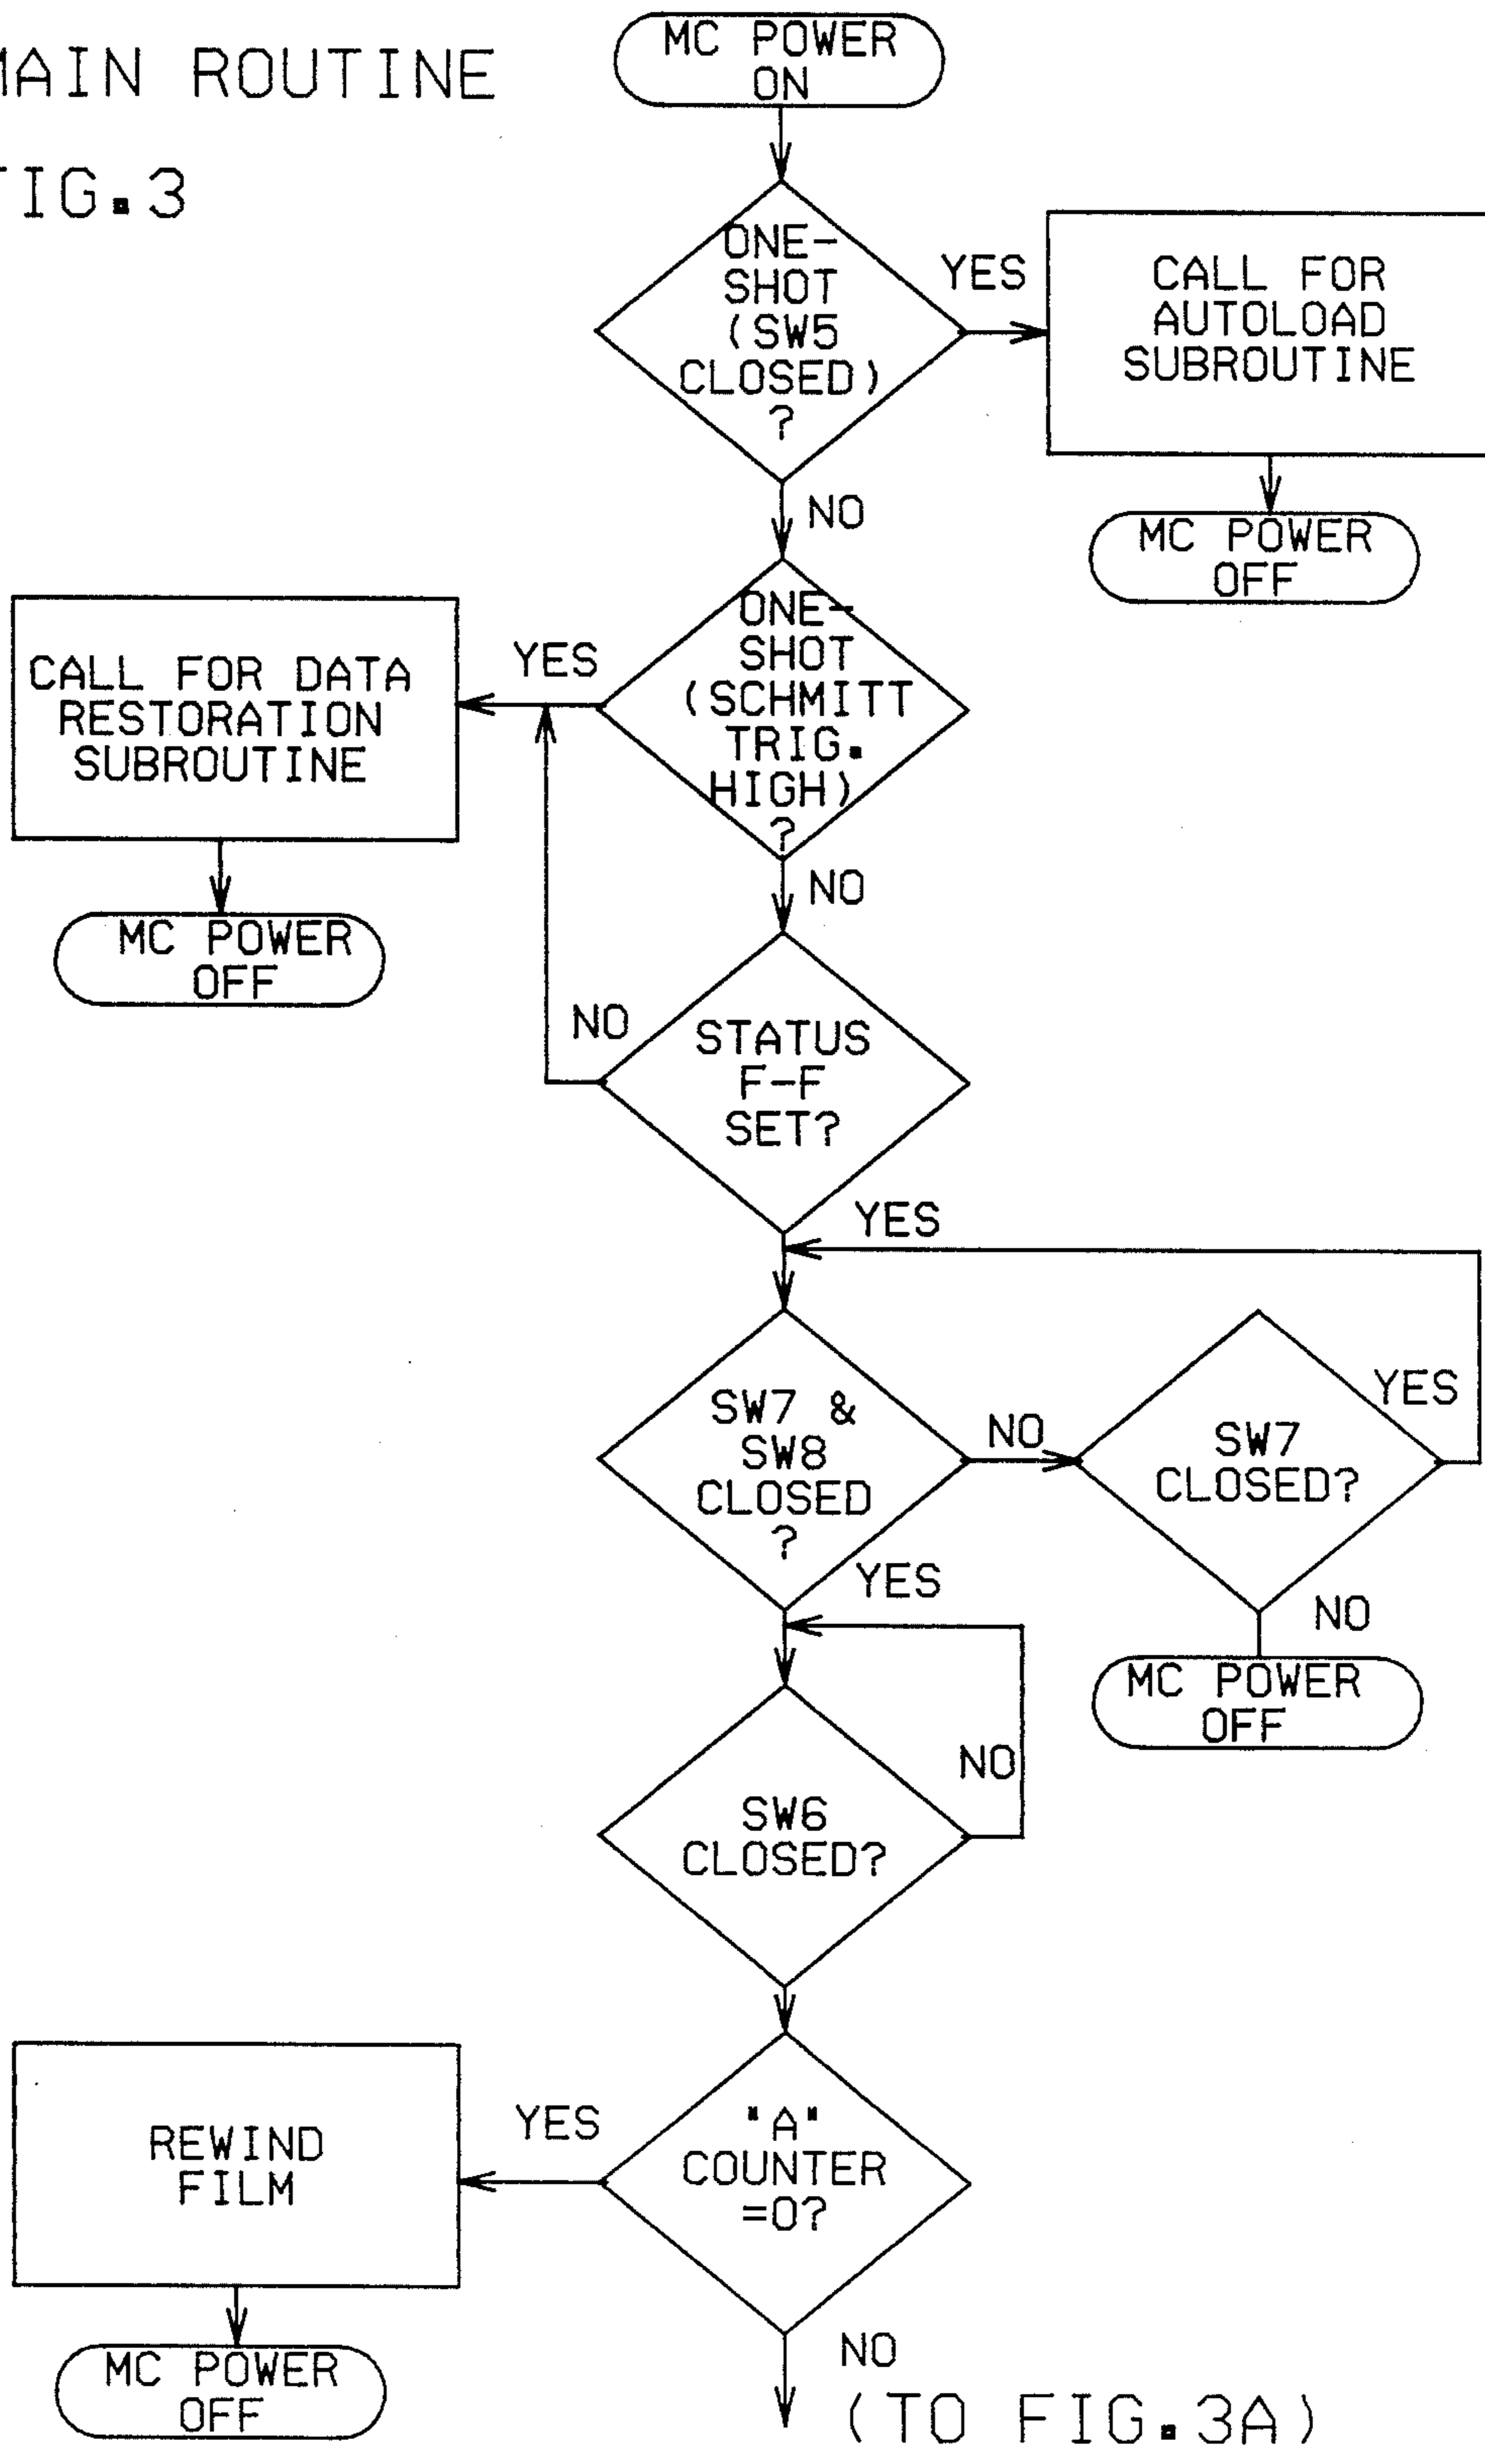 MAIN ROUTINE
FIG.3
MC POWER
ON
ONE-
SHOT
(SW5
CLOSED)
?
YES
CALL FOR
AUTOLOAD
SUBROUTINE
NO
MC POWER
OFF
ONE-
SHOT
(SCHMITT
TRIG.
HIGH)
?
YES
CALL FOR DATA
RESTORATION
SUBROUTINE
MC POWER
OFF
NO
STATUS
F-F
SET?
NO
YES
SW7 &
SW8
CLOSED
?
NO
SW7
CLOSED?
YES
NO
MC POWER
OFF
YES
SW6
CLOSED?
NO
"A"
COUNTER
=0?
YES
REWIND
FILM
MC POWER
OFF
NO
(TO FIG.3A)